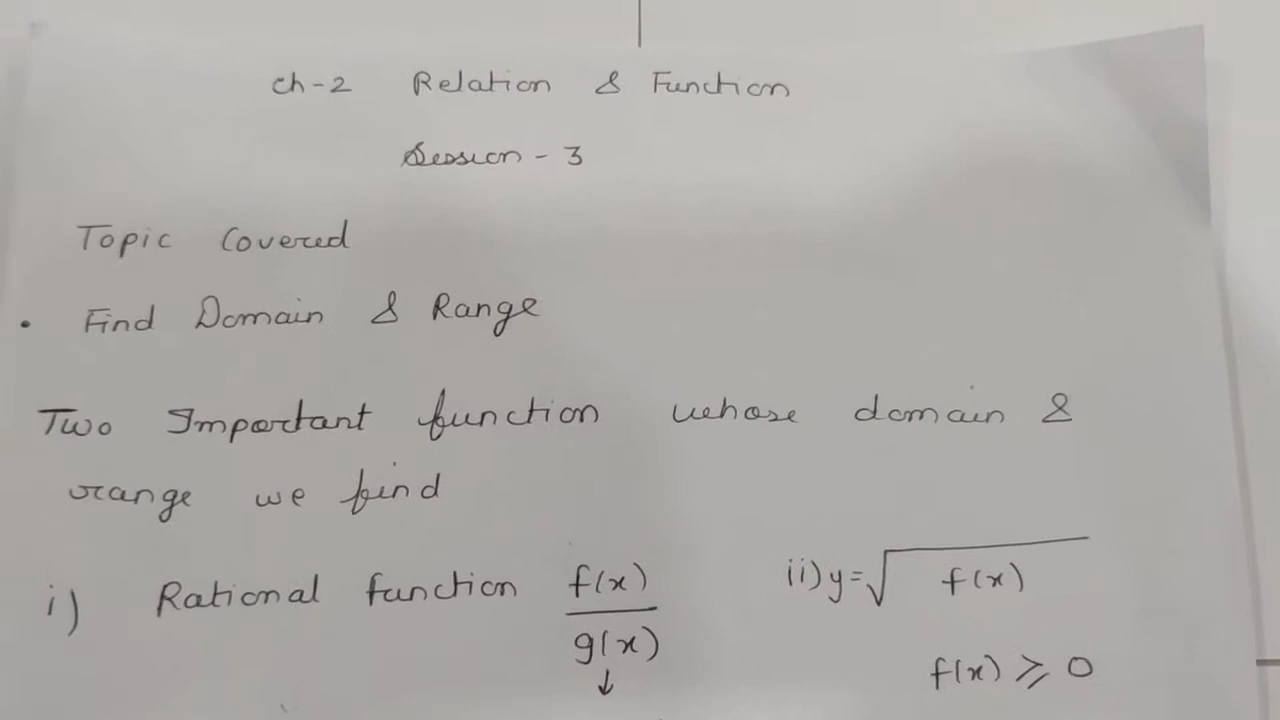 Ch-2 Relation & Function
Session - 3
Topic Covered
• Find Domain & Range
Two Important function whose domain &
range we find
i) Rational function f(x)/g(x) ii) y = √f(x)
↓ f(x) ⩾ 0